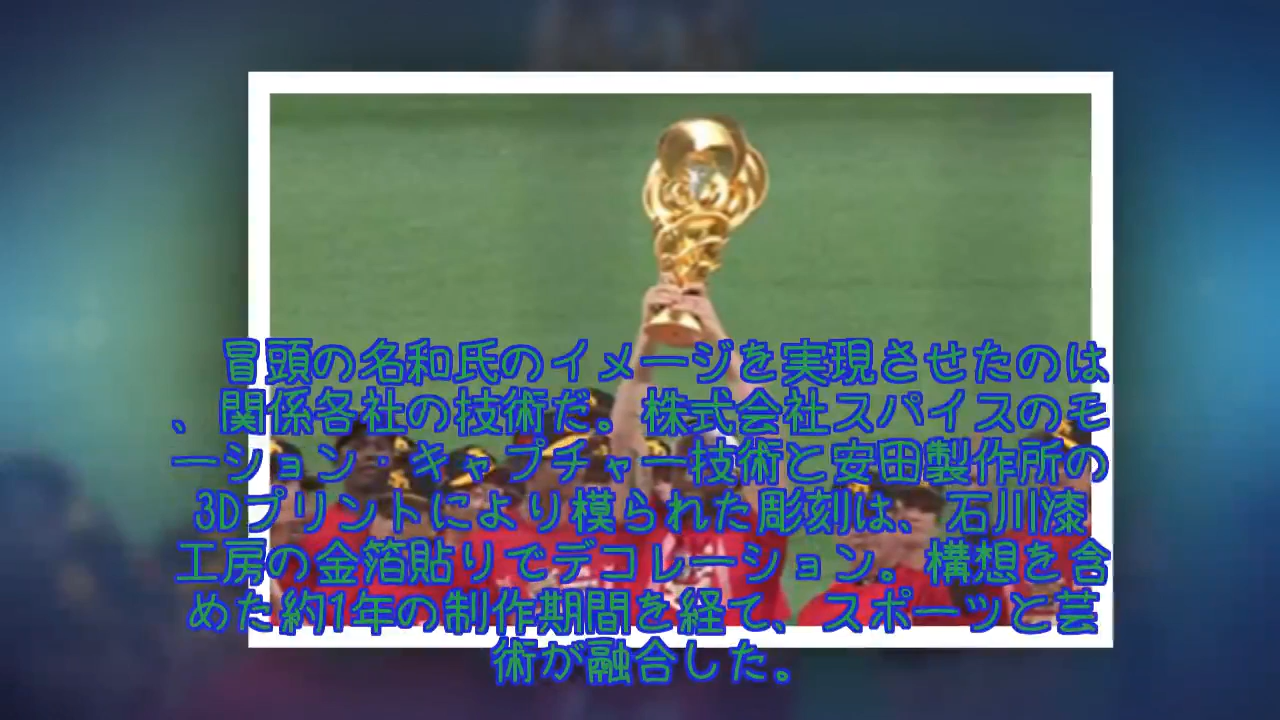 冒頭の名和氏のイメージを実現させたのは
、関係各社の技術だ。株式会社スパイスのモ
ーション・キャプチャー技術と安田製作所の
3Dプリントにより模られた彫刻は、石川漆
工房の金箔貼りでデコレーション。構想を含
めた約1年の制作期間を経て、スポーツと芸
術が融合した。